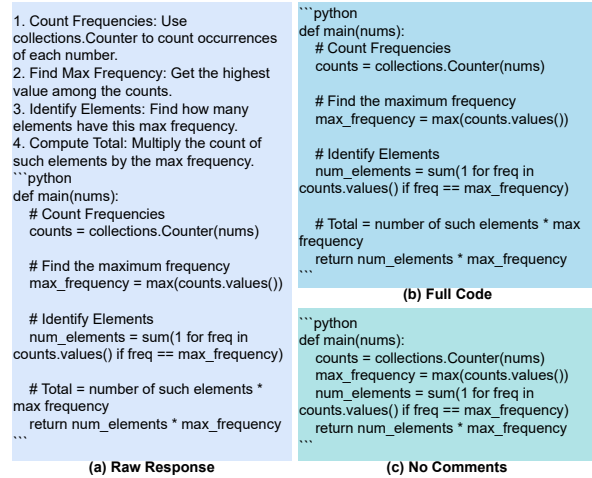 1. Count Frequencies: Use
collections.Counter to count occurrences
of each number.
2. Find Max Frequency: Get the highest
value among the counts.
3. Identify Elements: Find how many
elements have this max frequency.
4. Compute Total: Multiply the count of
such elements by the max frequency.
```python
def main(nums):
    # Count Frequencies
    counts = collections.Counter(nums)

    # Find the maximum frequency
    max_frequency = max(counts.values())

    # Identify Elements
    num_elements = sum(1 for freq in
counts.values() if freq == max_frequency)

    # Total = number of such elements *
max frequency
    return num_elements * max_frequency
```
(a) Raw Response
```python
def main(nums):
    # Count Frequencies
    counts = collections.Counter(nums)

    # Find the maximum frequency
    max_frequency = max(counts.values())

    # Identify Elements
    num_elements = sum(1 for freq in
counts.values() if freq == max_frequency)

    # Total = number of such elements * max
frequency
    return num_elements * max_frequency
```
(b) Full Code
```python
def main(nums):
    counts = collections.Counter(nums)
    max_frequency = max(counts.values())
    num_elements = sum(1 for freq in
counts.values() if freq == max_frequency)
    return num_elements * max_frequency
```
(c) No Comments